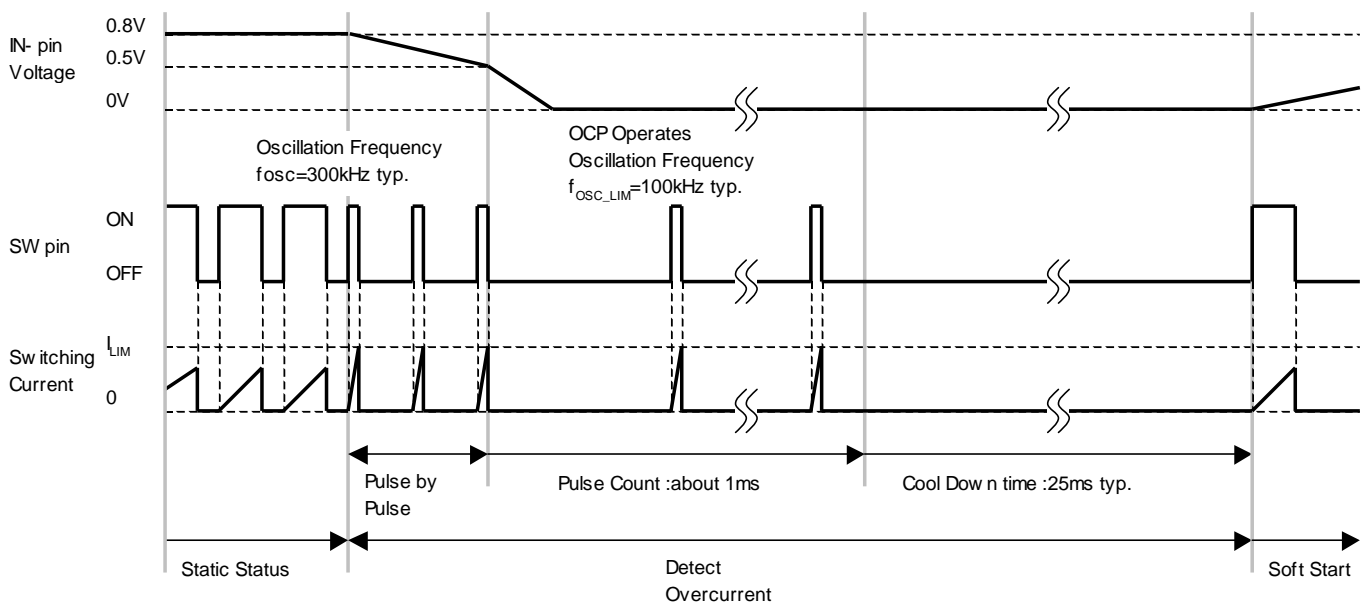 IN- pin
Voltage
0.8V
0.5V
0V
Oscillation Frequency
fosc=300kHz typ.
OCP Operates
Oscillation Frequency
fOSC_LIM=100kHz typ.
SW pin
ON
OFF
Switching
Current
ILIM
0
Pulse by
Pulse
Pulse Count :about 1ms
Cool Down time :25ms typ.
Static Status
Detect
Overcurrent
Soft Start